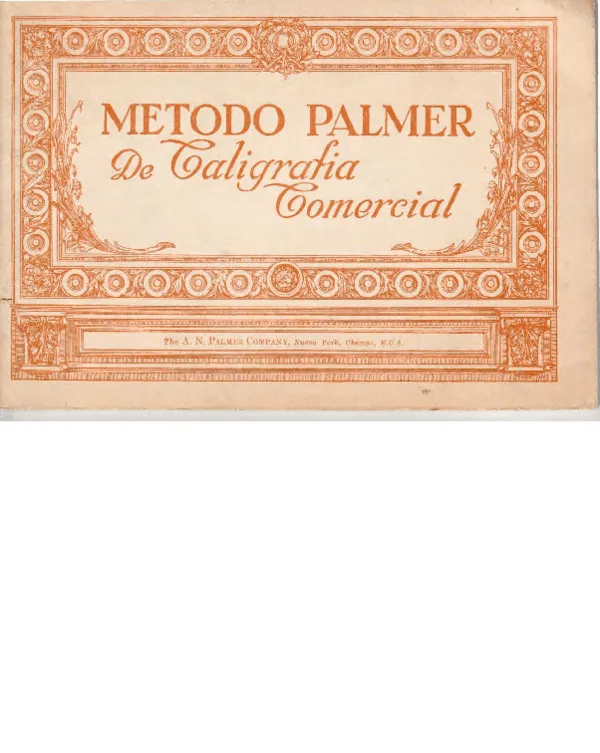 METODO PALMER
De Caligrafia
Comercial
The A. N. PALMER COMPANY, Nueva York, Chicago, E.U.A.